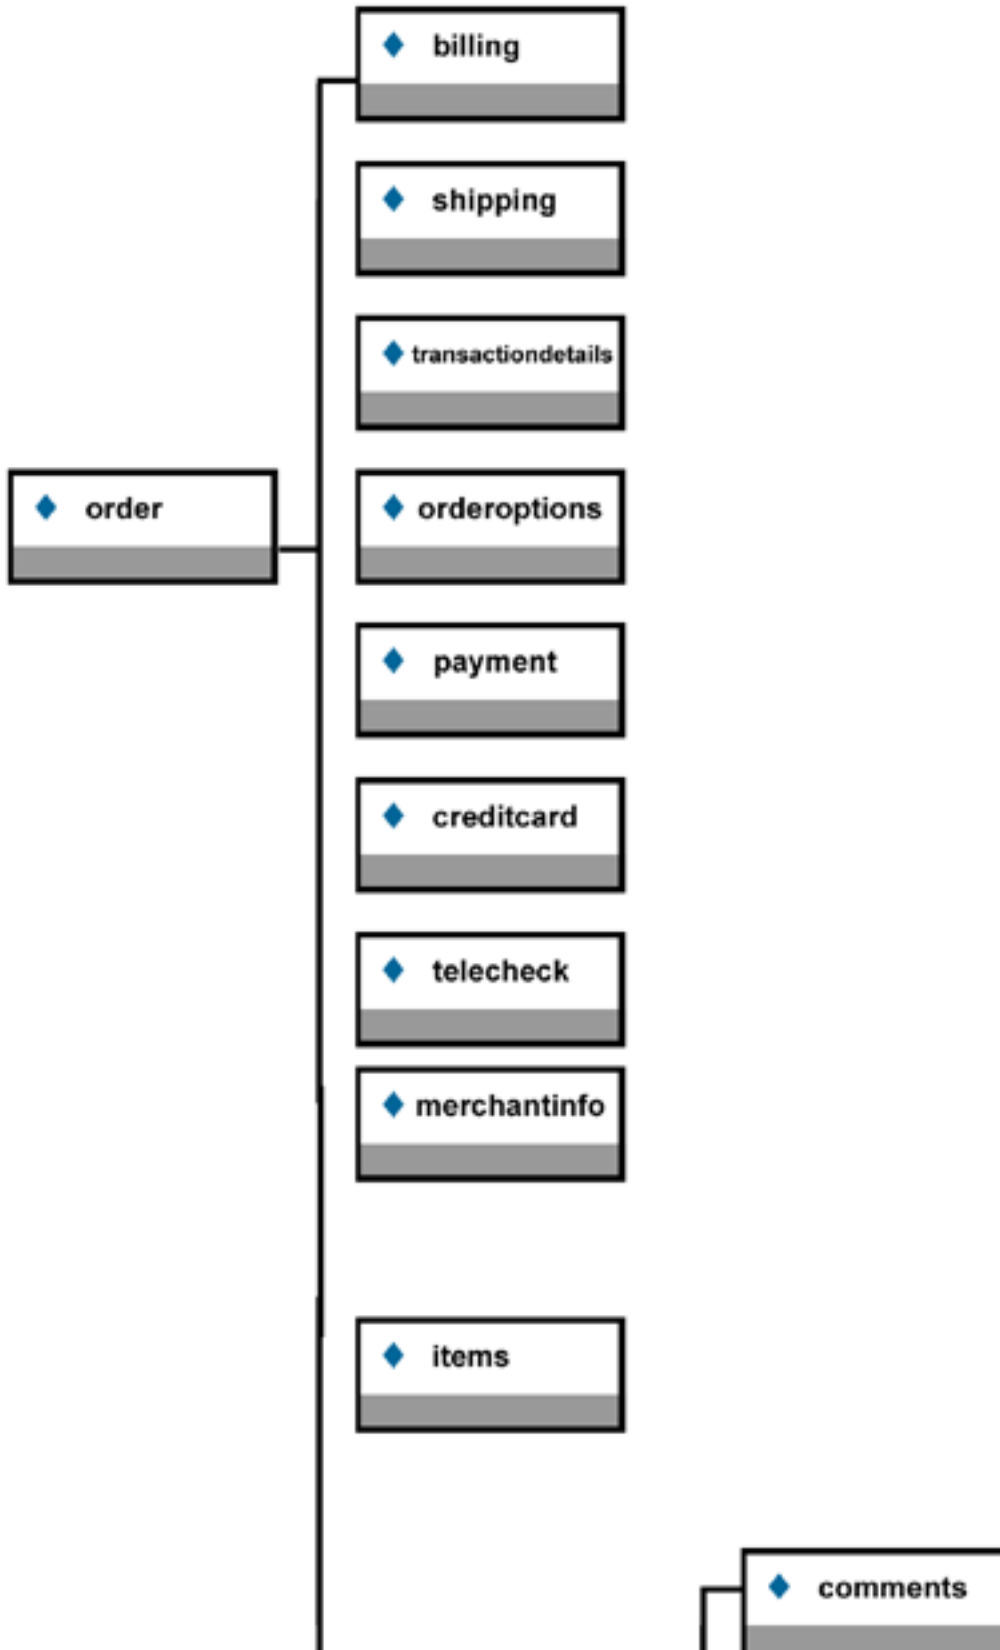 billing
shipping
transactiondetails
order
orderoptions
payment
creditcard
telecheck
merchantinfo
items
comments